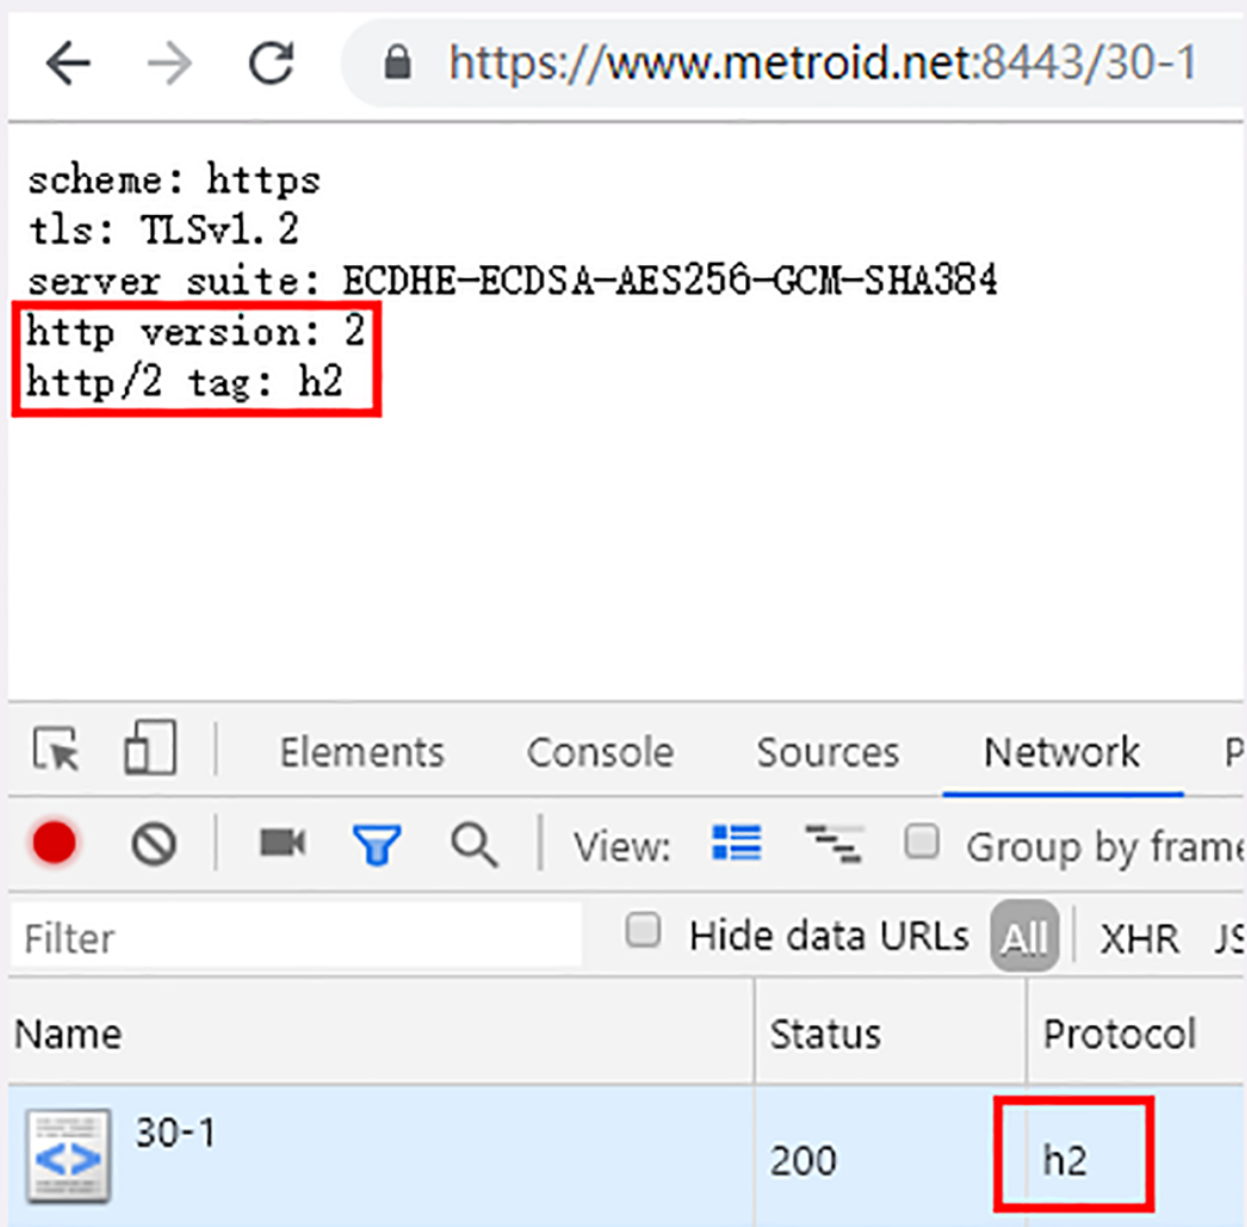 https://www.metroid.net:8443/30-1
scheme: https
tls: TLSv1.2
server suite: ECDHE-ECDSA-AES256-GCM-SHA384
http version: 2
http/2 tag: h2
Elements Console Sources Network P
View: Group by frame
Filter Hide data URLs All XHR JS
Name Status Protocol
30-1 200 h2